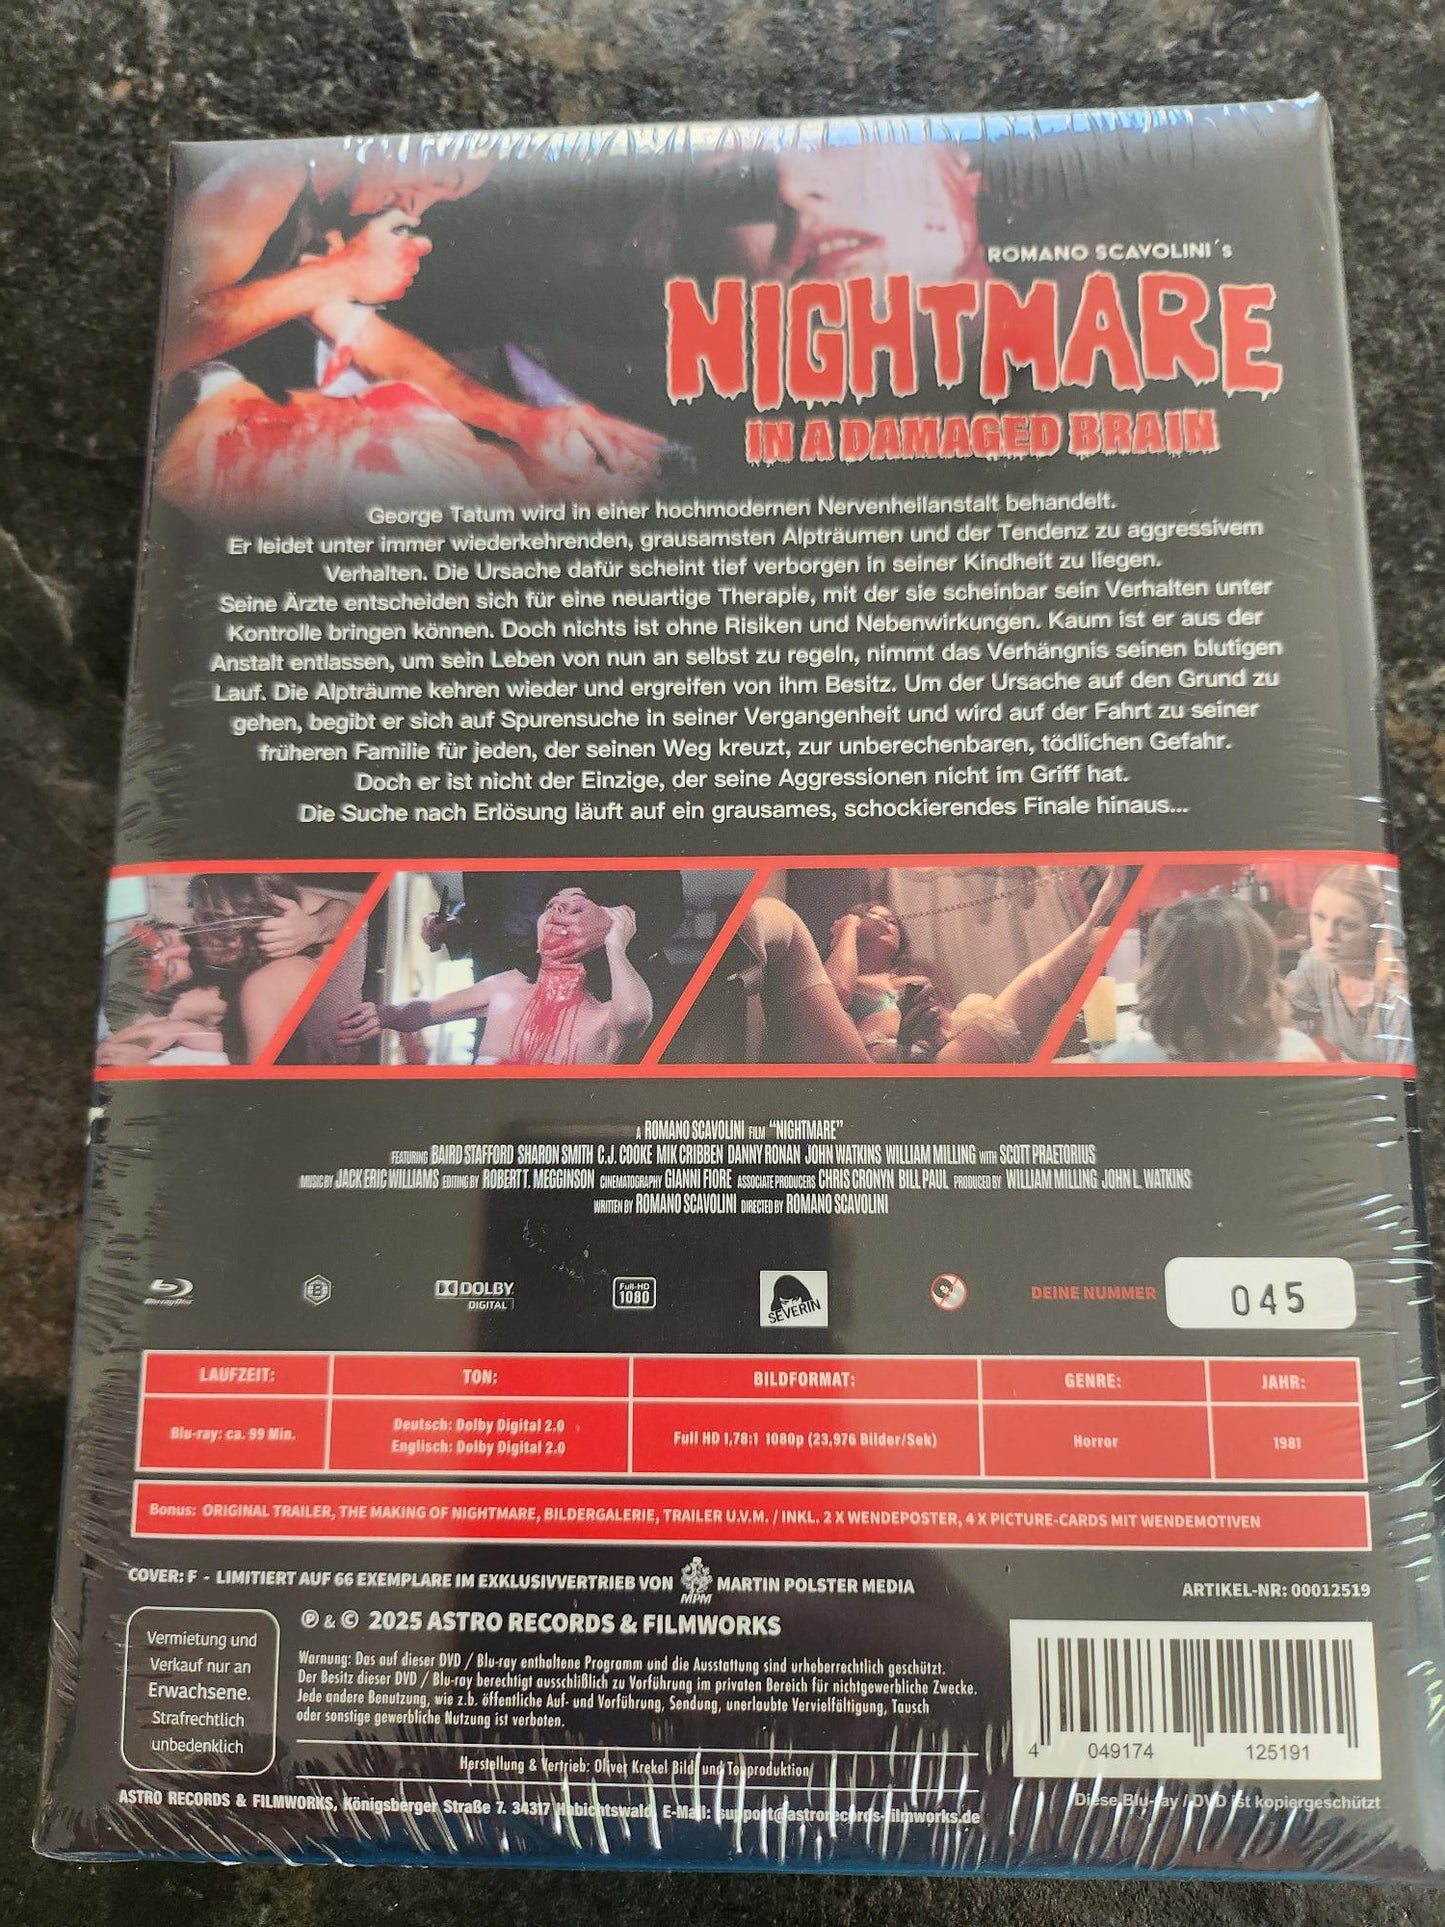 ROMANO SCAVOLINI´s
NIGHTMARE
IN A DAMAGED BRAIN
George Tatum wird in einer hochmodernen Nervenheilanstalt behandelt.
Er leidet unter immer wiederkehrenden, grausamsten Alpträumen und der Tendenz zu aggressivem
Verhalten. Die Ursache dafür scheint tief verborgen in seiner Kindheit zu liegen.
Seine Ärzte entscheiden sich für eine neuartige Therapie, mit der sie scheinbar sein Verhalten unter
Kontrolle bringen können. Doch nichts ist ohne Risiken und Nebenwirkungen. Kaum ist er aus der
Anstalt entlassen, um sein Leben von nun an selbst zu regeln, nimmt das Verhängnis seinen blutigen
Lauf. Die Alpträume kehren wieder und ergreifen von ihm Besitz. Um der Ursache auf den Grund zu
gehen, begibt er sich auf Spurensuche in seiner Vergangenheit und wird auf der Fahrt zu seiner
früheren Familie für jeden, der seinen Weg kreuzt, zur unberechenbaren, tödlichen Gefahr.
Doch er ist nicht der Einzige, der seine Aggressionen nicht im Griff hat.
Die Suche nach Erlösung läuft auf ein grausames, schockierendes Finale hinaus...
A ROMANO SCAVOLINI FILM "NIGHTMARE"
FEATURING BAIRD STAFFORD SHARON SMITH C.J. COOKE MIK CRIBBEN DANNY RONAN JOHN WATKINS WILLIAM MILLING WITH SCOTT PRAETORIUS
MUSIC BY JACK ERIC WILLIAMS EDITING BY ROBERT T. MEGGINSON CINEMATOGRAPHY GIANNI FIORE ASSOCIATE PRODUCERS CHRIS CRONYN BILL PAUL PRODUCED BY WILLIAM MILLING JOHN L. WATKINS
WRITTEN BY ROMANO SCAVOLINI DIRECTED BY ROMANO SCAVOLINI
Blu-ray Disc
B
DOLBY
DIGITAL
Full-HD
1080
SEVERIN
DEINE NUMMER
045
LAUFZEIT: TON: BILDFORMAT: GENRE: JAHR:
Blu-ray: ca. 99 Min.
Deutsch: Dolby Digital 2.0
Englisch: Dolby Digital 2.0
Full HD 1,78:1 1080p (23,976 Bilder/Sek)
Horror
1981
Bonus: ORIGINAL TRAILER, THE MAKING OF NIGHTMARE, BILDERGALERIE, TRAILER U.V.M. / INKL. 2 X WENDEPOSTER, 4 X PICTURE-CARDS MIT WENDEMOTIVEN
COVER: F - LIMITIERT AUF 66 EXEMPLARE IM EXKLUSIVVERTRIEB VON MPM MARTIN POLSTER MEDIA
ARTIKEL-NR: 00012519
℗ & © 2025 ASTRO RECORDS & FILMWORKS
Vermietung und
Verkauf nur an
Erwachsene.
Strafrechtlich
unbedenklich
Warnung: Das auf dieser DVD / Blu-ray enthaltene Programm und die Ausstattung sind urheberrechtlich geschützt.
Der Besitz dieser DVD / Blu-ray berechtigt ausschlißlich zu Vorführung im privaten Bereich für nichtgewerbliche Zwecke.
Jede andere Benutzung, wie z.b. öffentliche Auf- und Vorführung, Sendung, unerlaubte Vervielfältigung, Tausch
oder sonstige gewerbliche Nutzung ist verboten.
Herstellung & Vertrieb: Oliver Krekel Bild- und Tonproduktion
ASTRO RECORDS & FILMWORKS, Königsberger Straße 7. 34317 Habichtswald, E-Mail: support@astrorecords-filmworks.de
4 049174 125191
Diese Blu-ray / DVD ist kopiergeschützt